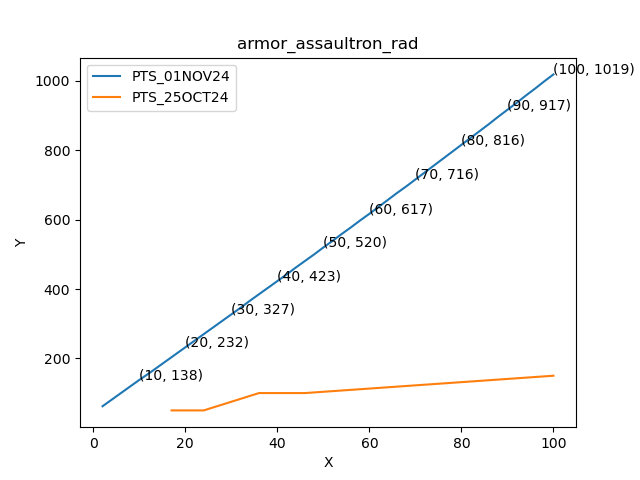 armor_assaultron_rad
PTS_01NOV24
PTS_25OCT24
(100, 1019)
(90, 917)
(80, 816)
(70, 716)
(60, 617)
(50, 520)
(40, 423)
(30, 327)
(20, 232)
(10, 138)
1000
800
600
400
200
Y
0 20 40 60 80 100
X